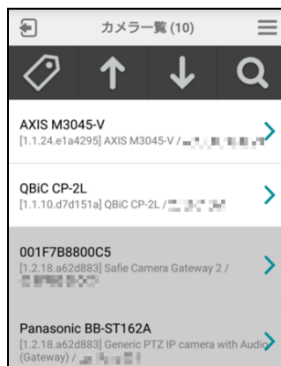 カメラ一覧 (10)
AXIS M3045-V
[1.1.24.e1a4295] AXIS M3045-V /
QBiC CP-2L
[1.1.10.d7d151a] QBiC CP-2L /
001F7B8800C5
[1.2.18.a62d883] Safie Camera Gateway 2 /
Panasonic BB-ST162A
[1.2.18.a62d883] Generic PTZ IP camera with Audio
(Gateway) /